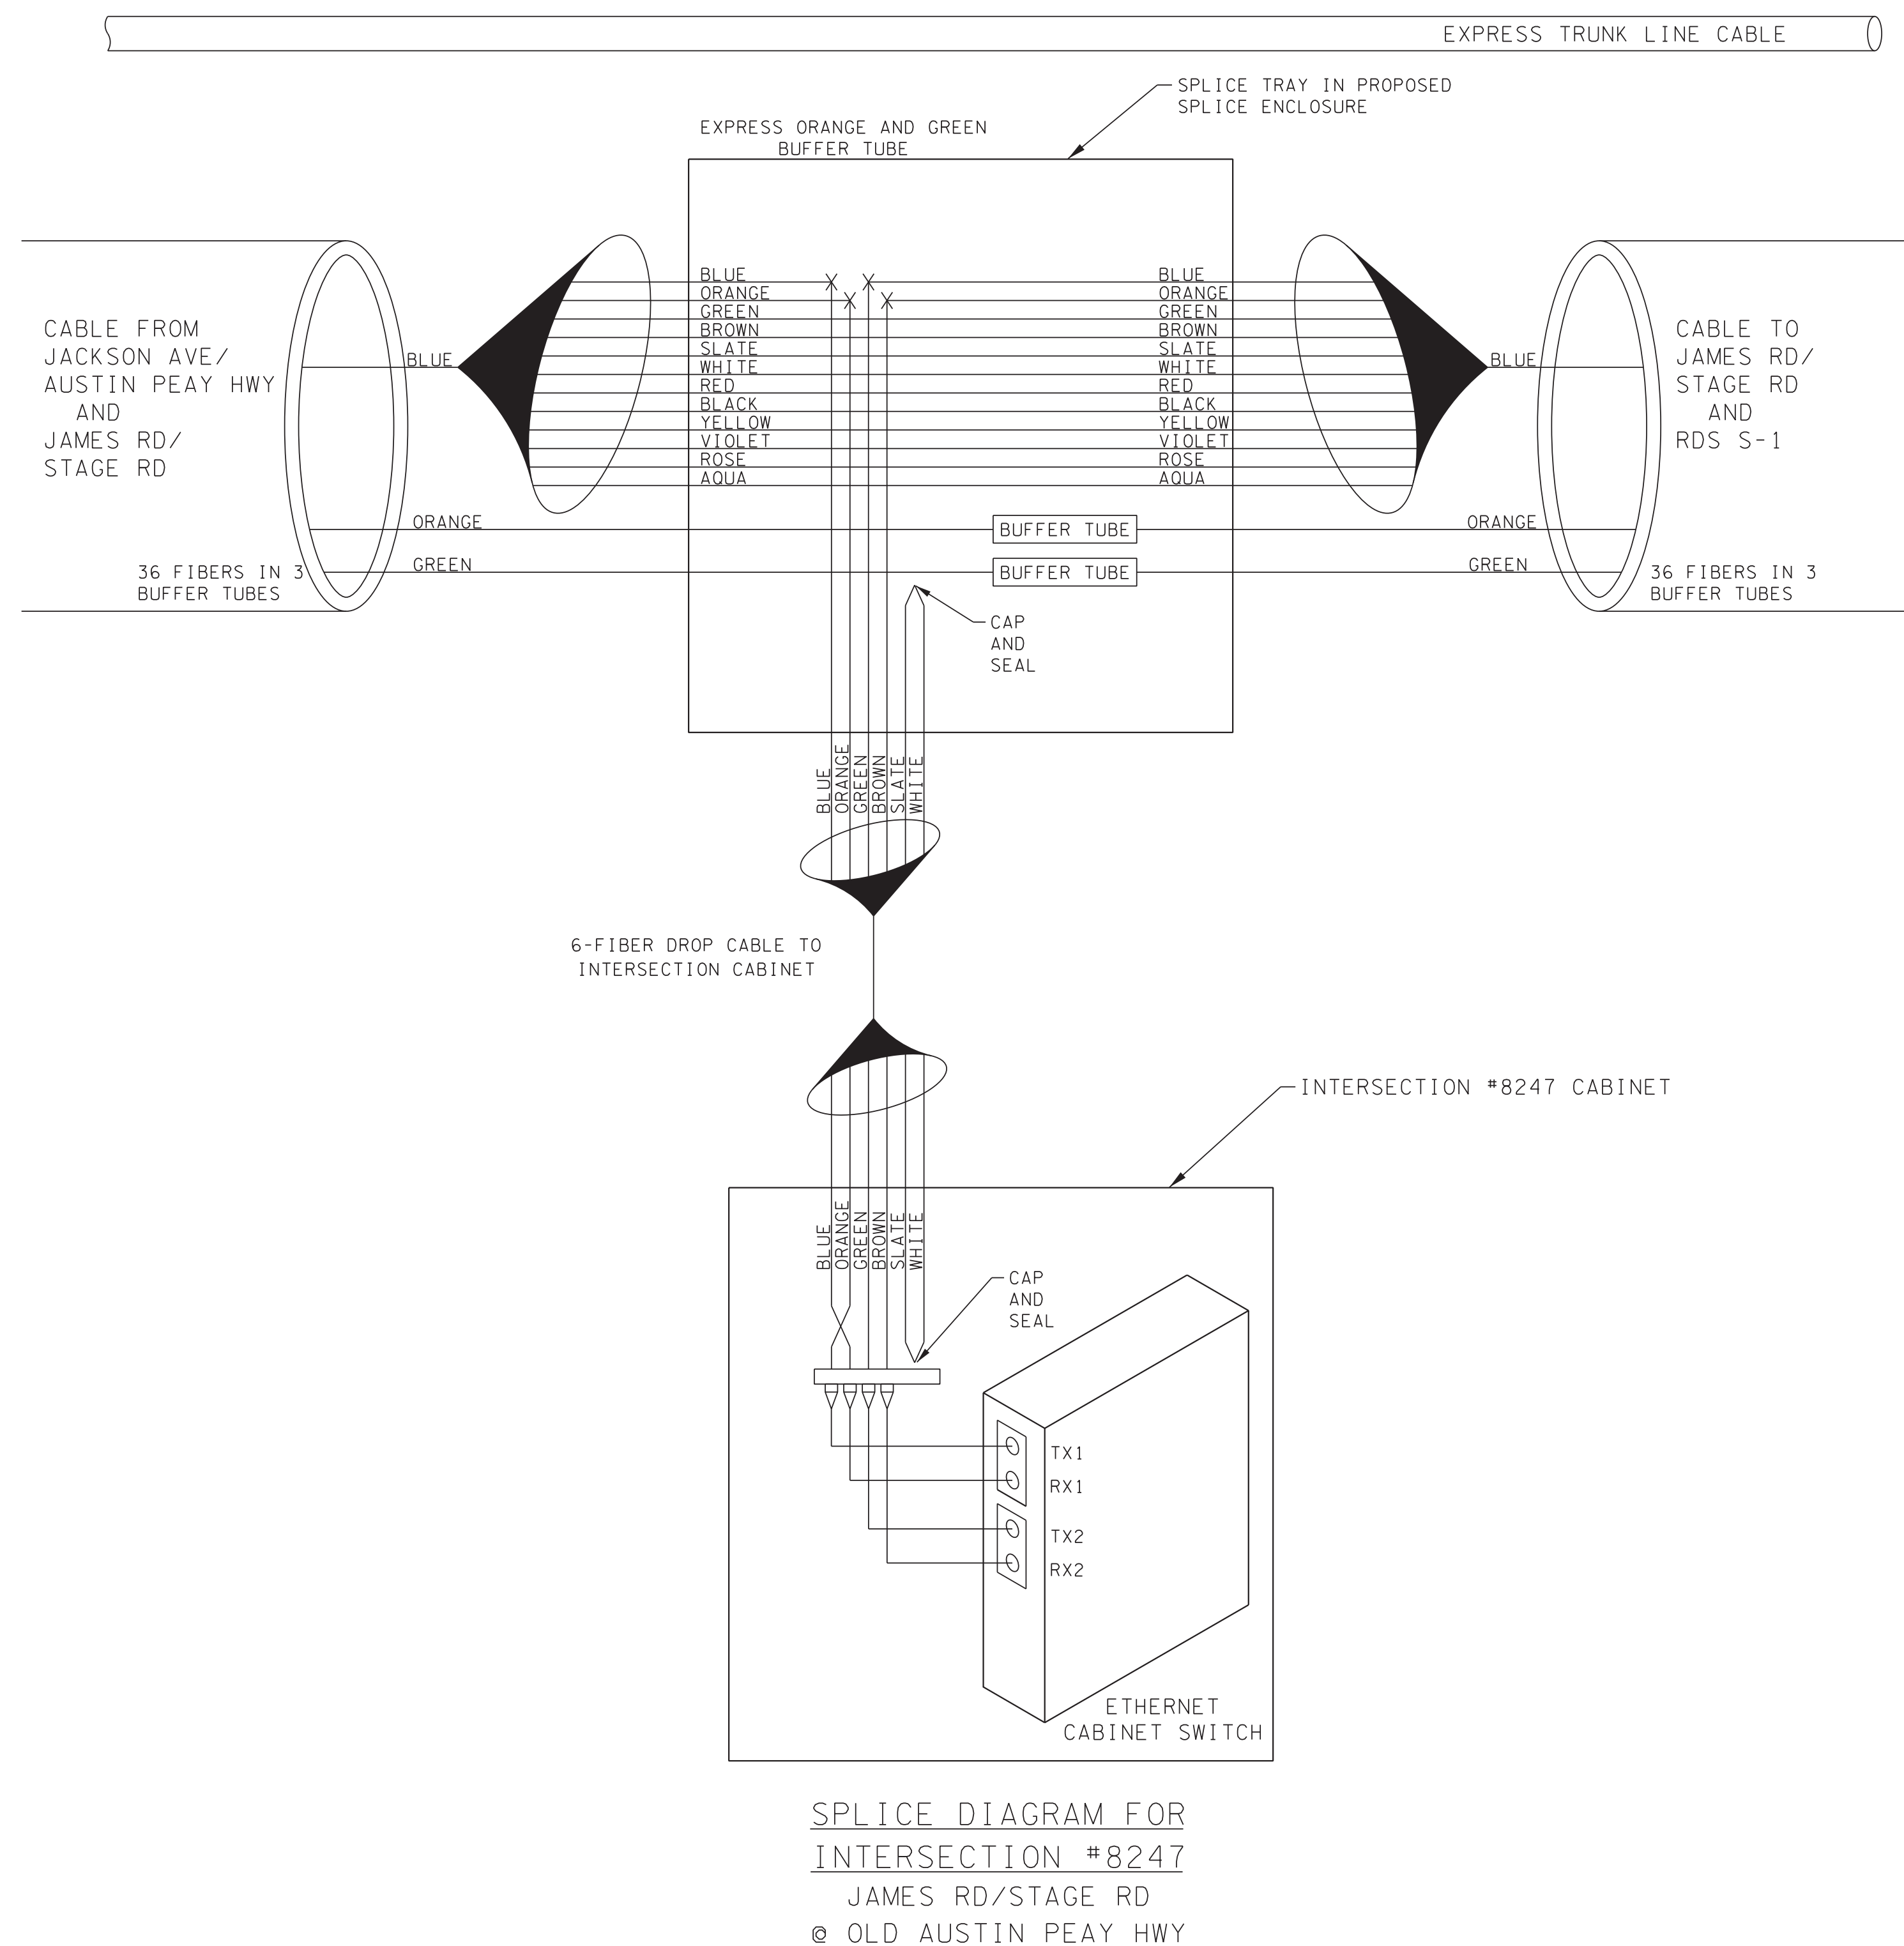 EXPRESS TRUNK LINE CABLE
SPLICE TRAY IN PROPOSED
SPLICE ENCLOSURE
EXPRESS ORANGE AND GREEN
BUFFER TUBE
CABLE FROM
JACKSON AVE/
AUSTIN PEAY HWY
AND
JAMES RD/
STAGE RD
36 FIBERS IN 3
BUFFER TUBES
BLUE
ORANGE
GREEN
BLUE
ORANGE
GREEN
BROWN
SLATE
WHITE
RED
BLACK
YELLOW
VIOLET
ROSE
AQUA
BLUE
ORANGE
GREEN
BROWN
SLATE
WHITE
RED
BLACK
YELLOW
VIOLET
ROSE
AQUA
BUFFER TUBE
BUFFER TUBE
BLUE
ORANGE
GREEN
CABLE TO
JAMES RD/
STAGE RD
AND
RDS S-1
36 FIBERS IN 3
BUFFER TUBES
CAP
AND
SEAL
BLUE
ORANGE
GREEN
BROWN
SLATE
WHITE
6-FIBER DROP CABLE TO
INTERSECTION CABINET
INTERSECTION #8247 CABINET
BLUE
ORANGE
GREEN
BROWN
SLATE
WHITE
CAP
AND
SEAL
TX1
RX1
TX2
RX2
ETHERNET
CABINET SWITCH
SPLICE DIAGRAM FOR
INTERSECTION #8247
JAMES RD/STAGE RD
@ OLD AUSTIN PEAY HWY